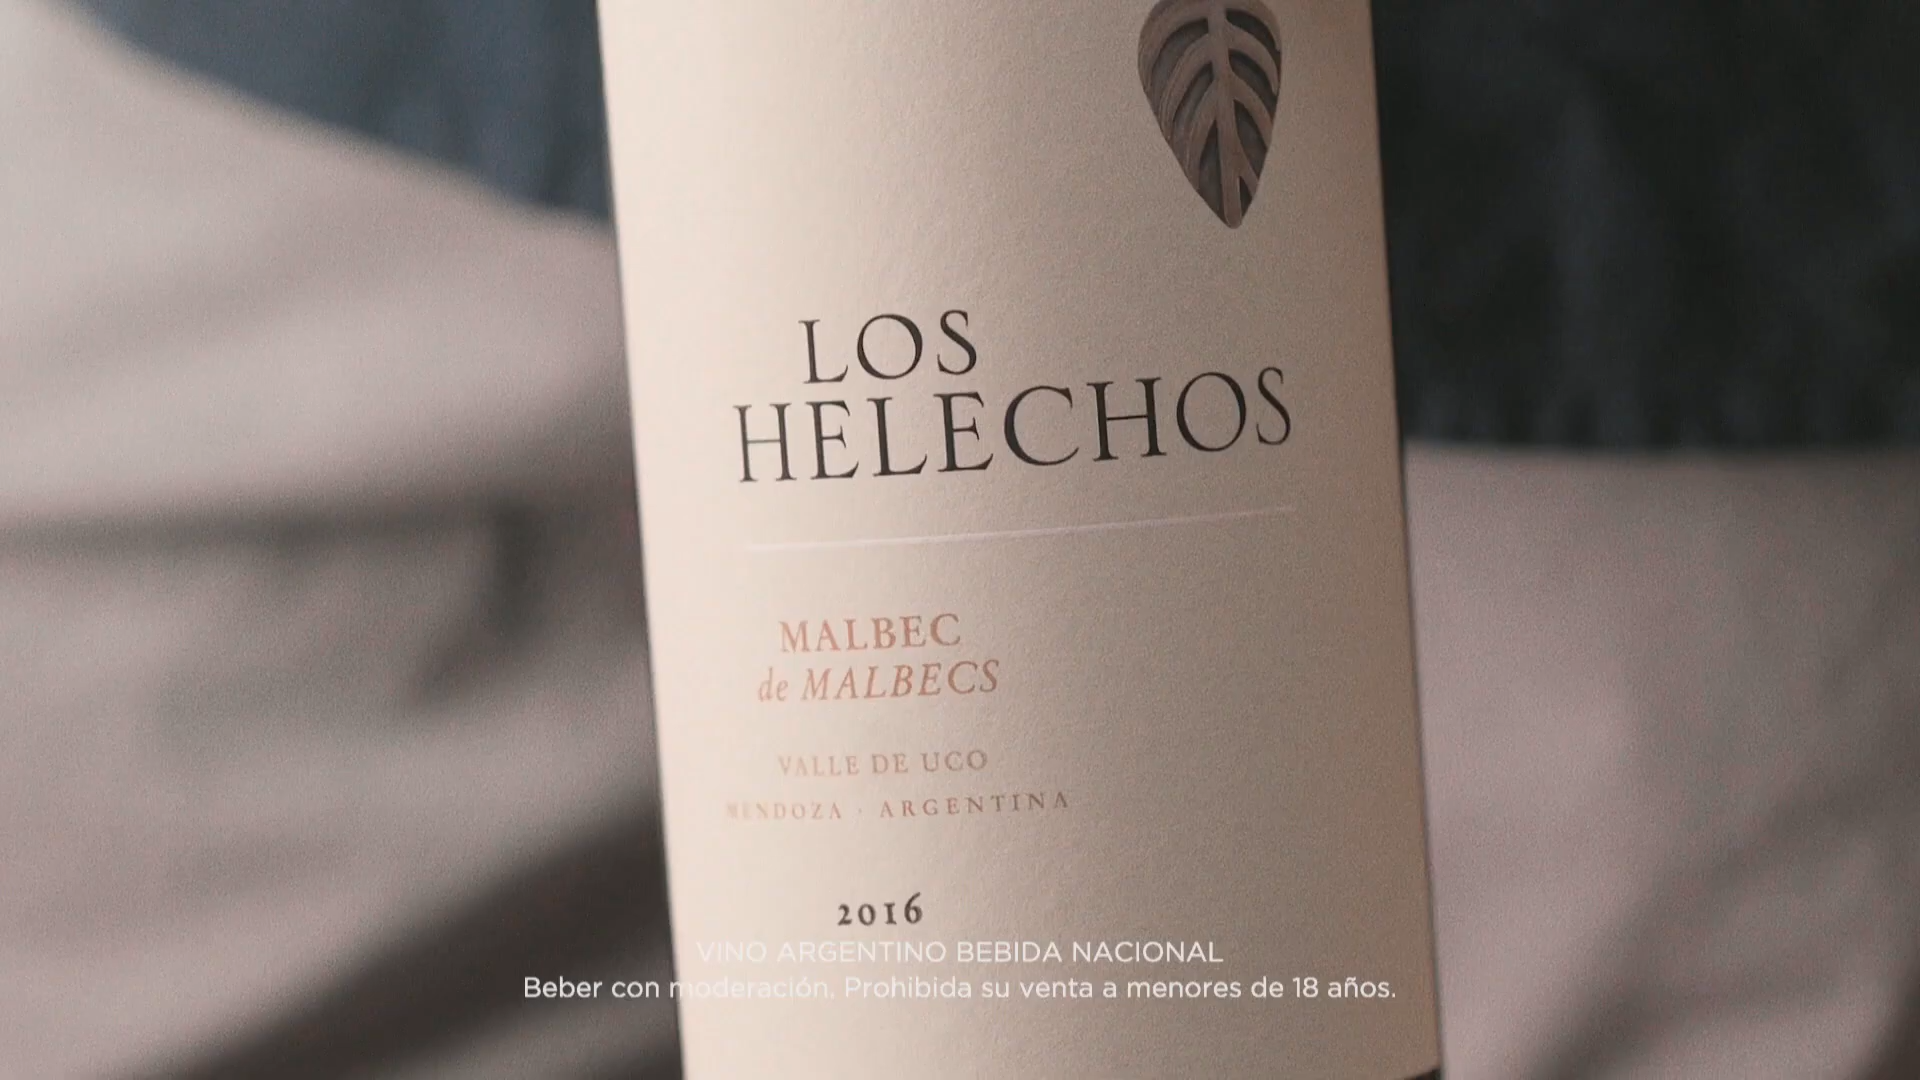 LOS
HELECHOS
MALBEC
de MALBECS
VALLE DE UCO
MENDOZA · ARGENTINA
2016
VINO ARGENTINO BEBIDA NACIONAL
Beber con moderación. Prohibida su venta a menores de 18 años.